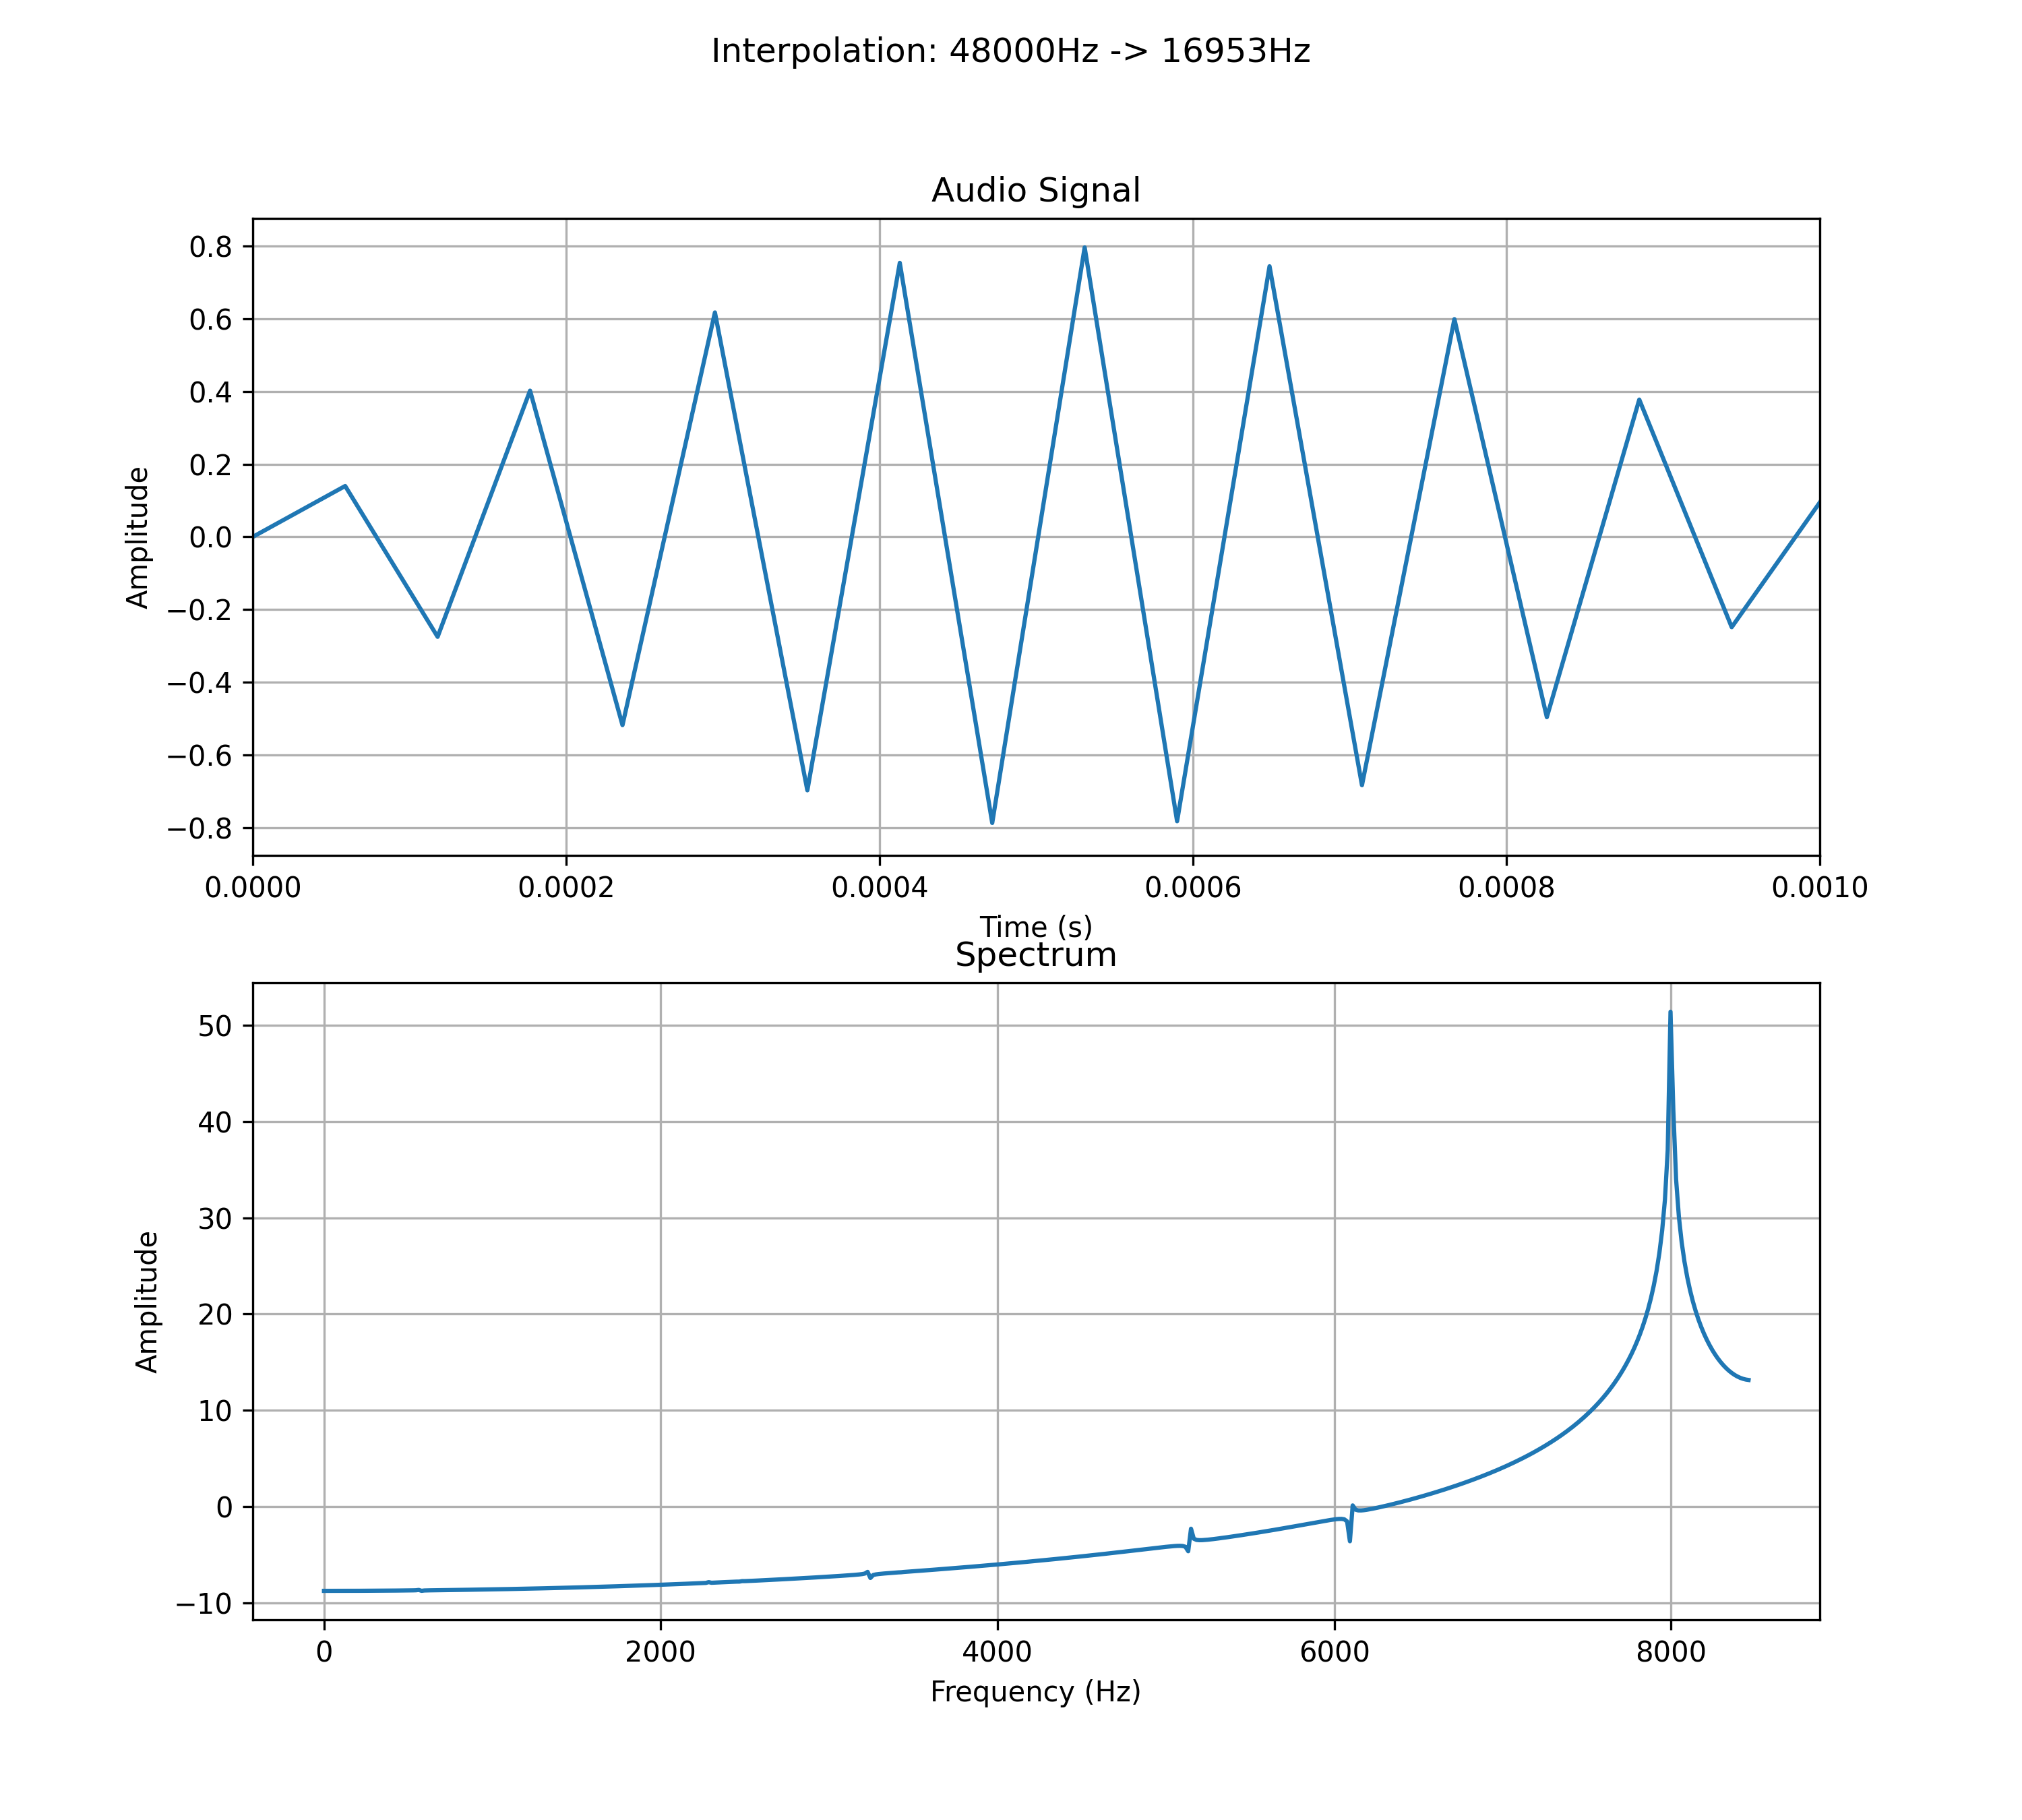 Interpolation: 48000Hz -> 16953Hz
Audio Signal
0.8
0.6
0.4
0.2
0.0
−0.2
−0.4
−0.6
−0.8
Amplitude
0.0000 0.0002 0.0004 0.0006 0.0008 0.0010
Time (s)
Spectrum
50
40
30
20
10
0
−10
Amplitude
0 2000 4000 6000 8000
Frequency (Hz)